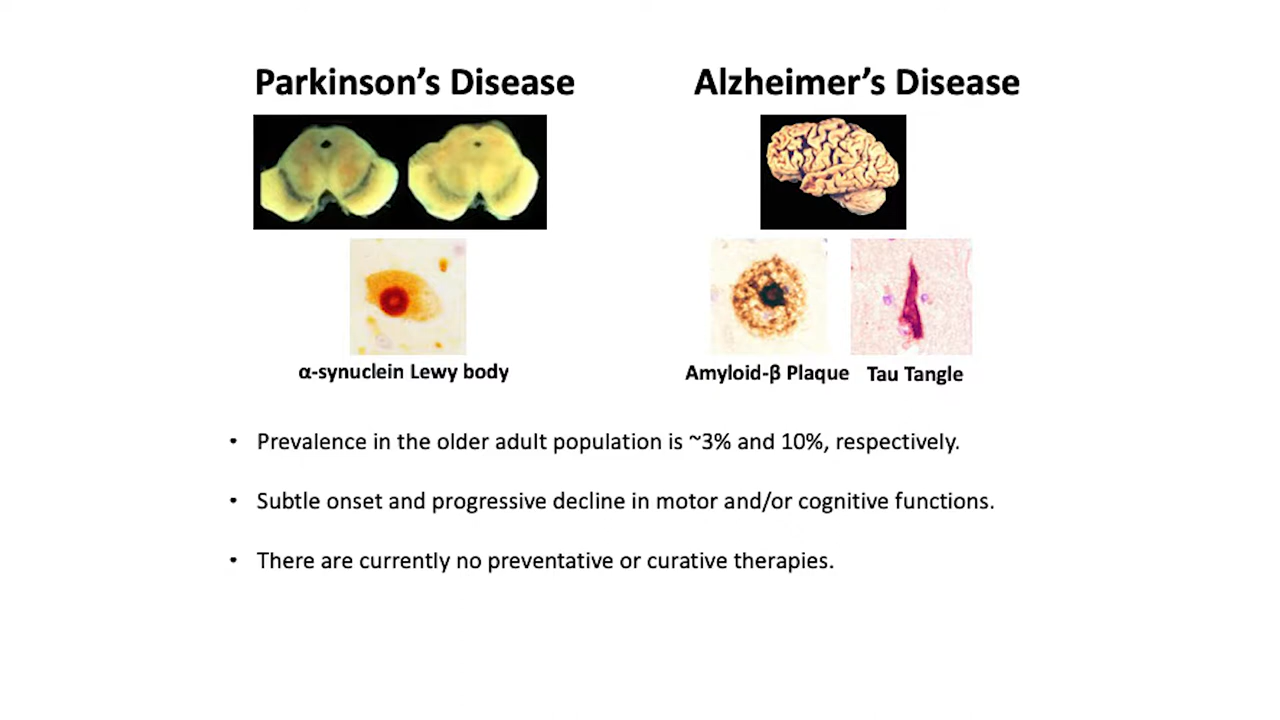 Parkinson’s Disease
Alzheimer’s Disease
α-synuclein Lewy body
Amyloid-β Plaque
Tau Tangle
• Prevalence in the older adult population is ~3% and 10%, respectively.
• Subtle onset and progressive decline in motor and/or cognitive functions.
• There are currently no preventative or curative therapies.